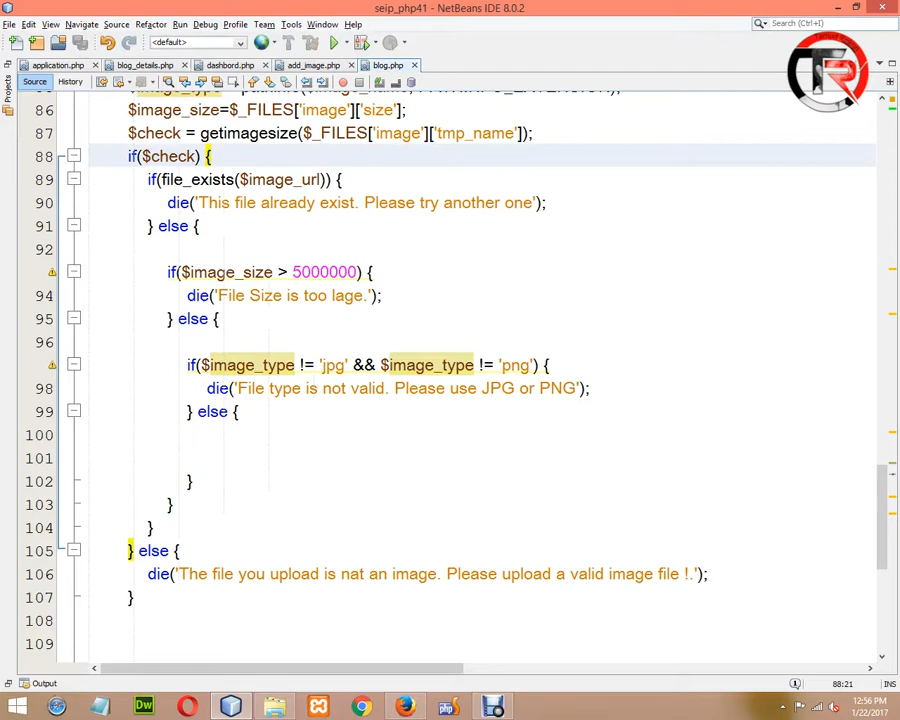 seip_php41 - NetBeans IDE 8.0.2
File Edit View Navigate Source Refactor Run Debug Profile Team Tools Window Help
Search (Ctrl+I)
<default>
application.php blog_details.php dashbord.php add_image.php blog.php
Source History
Projects
86 $image_size=$_FILES['image']['size'];
87 $check = getimagesize($_FILES['image']['tmp_name']);
88 if($check) {
89 if(file_exists($image_url)) {
90 die('This file already exist. Please try another one');
91 } else {
92
if($image_size > 5000000) {
94 die('File Size is too lage.');
95 } else {
96
if($image_type != 'jpg' && $image_type != 'png') {
98 die('File type is not valid. Please use JPG or PNG');
99 } else {
100
101
102 }
103 }
104 }
105 } else {
106 die('The file you upload is nat an image. Please upload a valid image file !.');
107 }
108
109
Output
88:21 INS
12:56 PM
1/22/2017